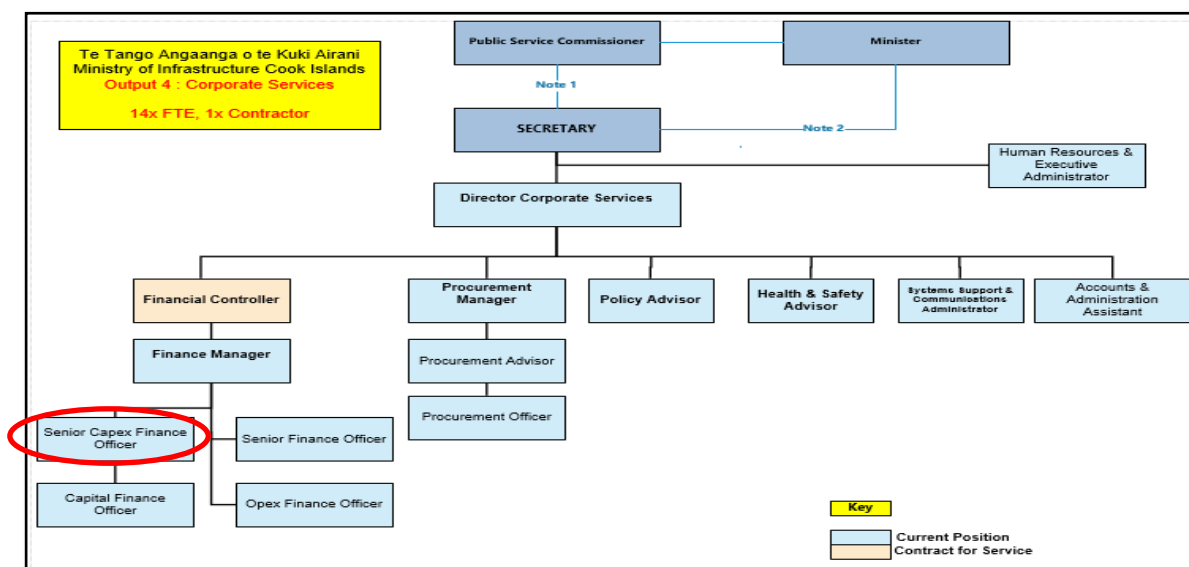 Te Tango Angaanga o te Kuki Airani
Ministry of Infrastructure Cook Islands
Output 4 : Corporate Services
14x FTE, 1x Contractor
Public Service Commissioner
Minister
Note 1
SECRETARY
Note 2
Human Resources &
Executive
Administrator
Director Corporate Services
Financial Controller
Procurement
Manager
Policy Advisor
Health & Safety
Advisor
Systems Support &
Communications
Administrator
Accounts &
Administration
Assistant
Finance Manager
Procurement Advisor
Procurement Officer
Senior Capex Finance
Officer
Senior Finance Officer
Capital Finance
Officer
Opex Finance Officer
Key
Current Position
Contract for Service